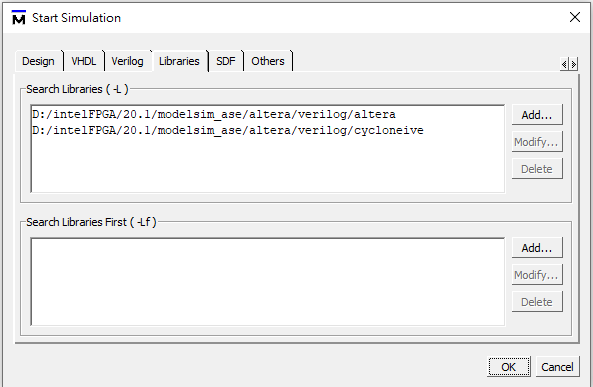 M Start Simulation
Design VHDL Verilog Libraries SDF Others
Search Libraries ( -L )
D:/intelFPGA/20.1/modelsim_ase/altera/verilog/altera
D:/intelFPGA/20.1/modelsim_ase/altera/verilog/cycloneive
Add...
Modify...
Delete
Search Libraries First ( -Lf )
Add...
Modify...
Delete
OK Cancel